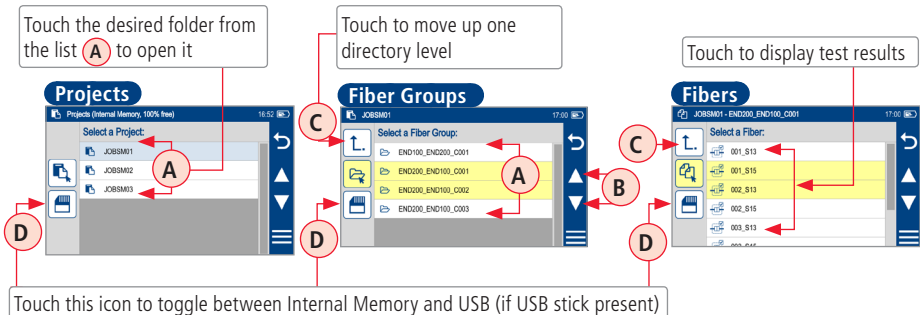 Touch the desired folder from
the list A to open it
Touch to move up one
directory level
Touch to display test results
Projects
Projects (Internal Memory, 100% free) 16:52
Select a Project:
JOBSM01
JOBSM02
JOBSM03
A
D
Fiber Groups
JOBSM01 17:00
Select a Fiber Group:
END100_END200_C001
END200_END100_C001
END200_END100_C002
END200_END100_C003
C
A
B
D
Fibers
JOBSM01 - END200_END100_C001 17:00
Select a Fiber:
001_S13
001_S15
002_S13
002_S15
003_S13
C
D
Touch this icon to toggle between Internal Memory and USB (if USB stick present)